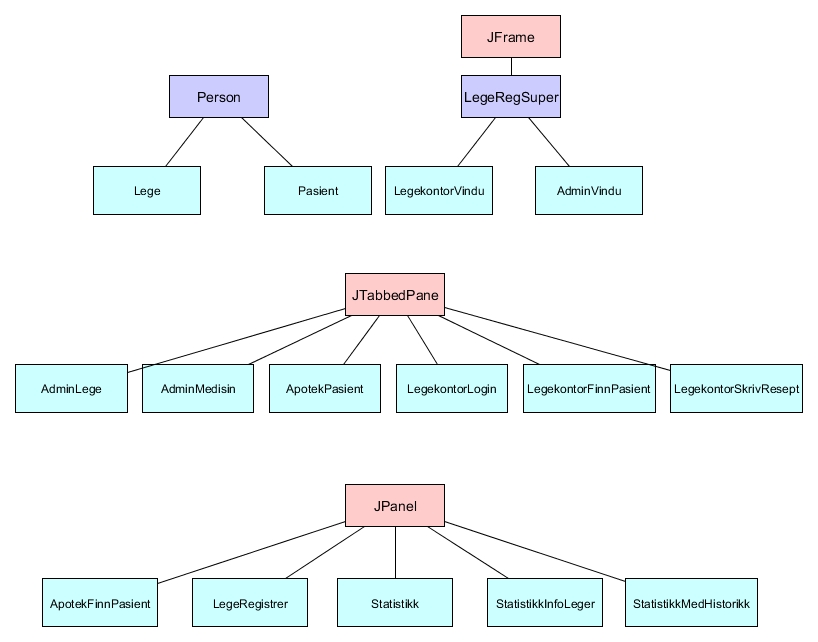 JFrame
Person
LegeRegSuper
Lege
Pasient
LegekontorVindu
AdminVindu
JTabbedPane
AdminLege
AdminMedisin
ApotekPasient
LegekontorLogin
LegekontorFinnPasient
LegekontorSkrivResept
JPanel
ApotekFinnPasient
LegeRegistrer
Statistikk
StatistikkInfoLeger
StatistikkMedHistorikk